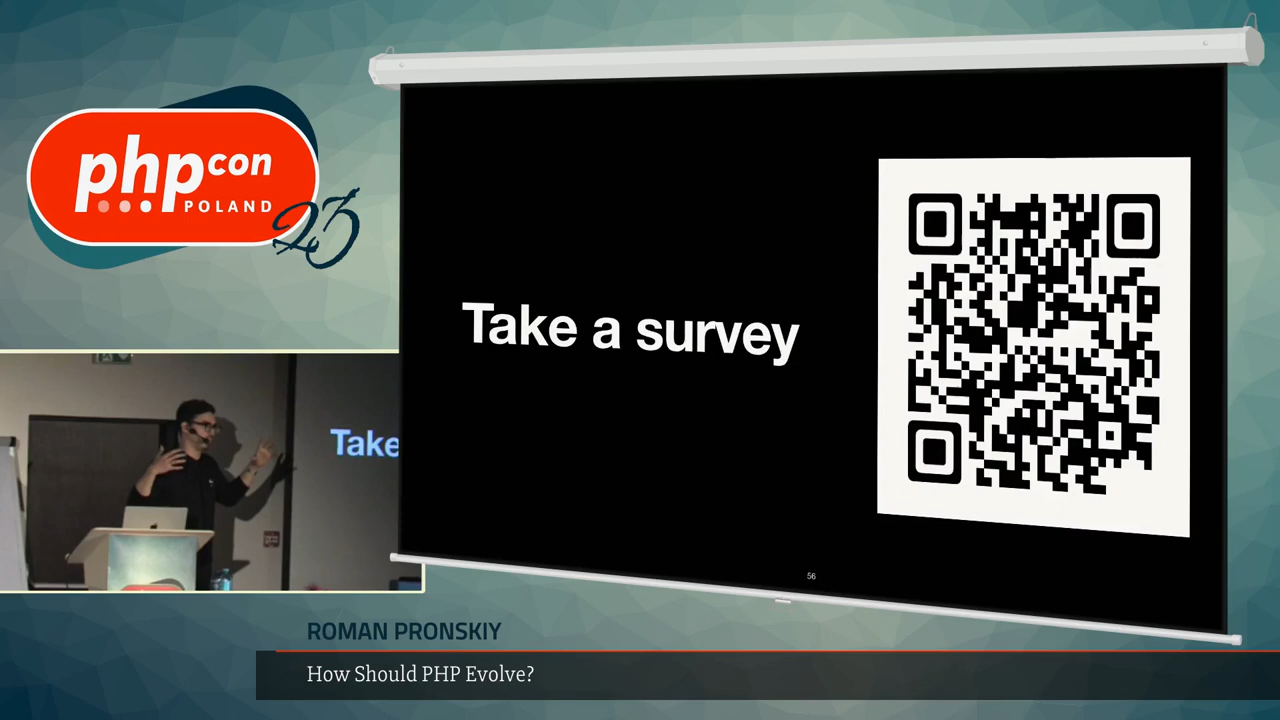 php con
POLAND
23
Take a survey
Take
56
ROMAN PRONSKIY
How Should PHP Evolve?